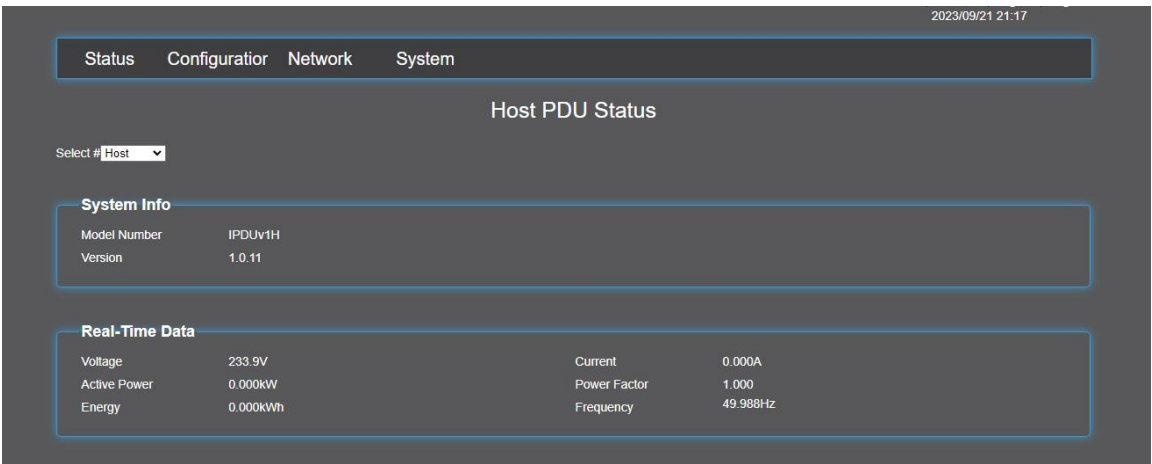 2023/09/21 21:17
Status Configuratior Network System
Host PDU Status
Select # Host
System Info
Model Number IPDUv1H
Version 1.0.11
Real-Time Data
Voltage 233.9V Current 0.000A
Active Power 0.000kW Power Factor 1.000
Energy 0.000kWh Frequency 49.988Hz